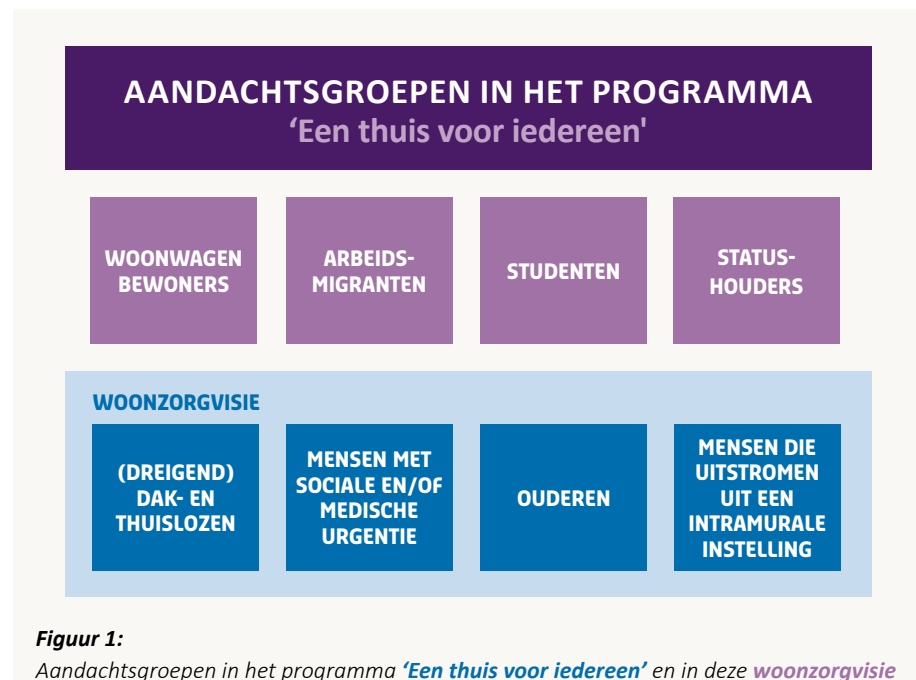 AANDACHTSGROEPEN IN HET PROGRAMMA
‘Een thuis voor iedereen'
WOONWAGEN
BEWONERS
ARBEIDS-
MIGRANTEN
STUDENTEN
STATUS-
HOUDERS
WOONZORGVISIE
(DREIGEND)
DAK- EN
THUISLOZEN
MENSEN MET
SOCIALE EN/OF
MEDISCHE
URGENTIE
OUDEREN
MENSEN DIE
UITSTROMEN
UIT EEN
INTRAMURALE
INSTELLING
Figuur 1:
Aandachtsgroepen in het programma ‘Een thuis voor iedereen’ en in deze woonzorgvisie